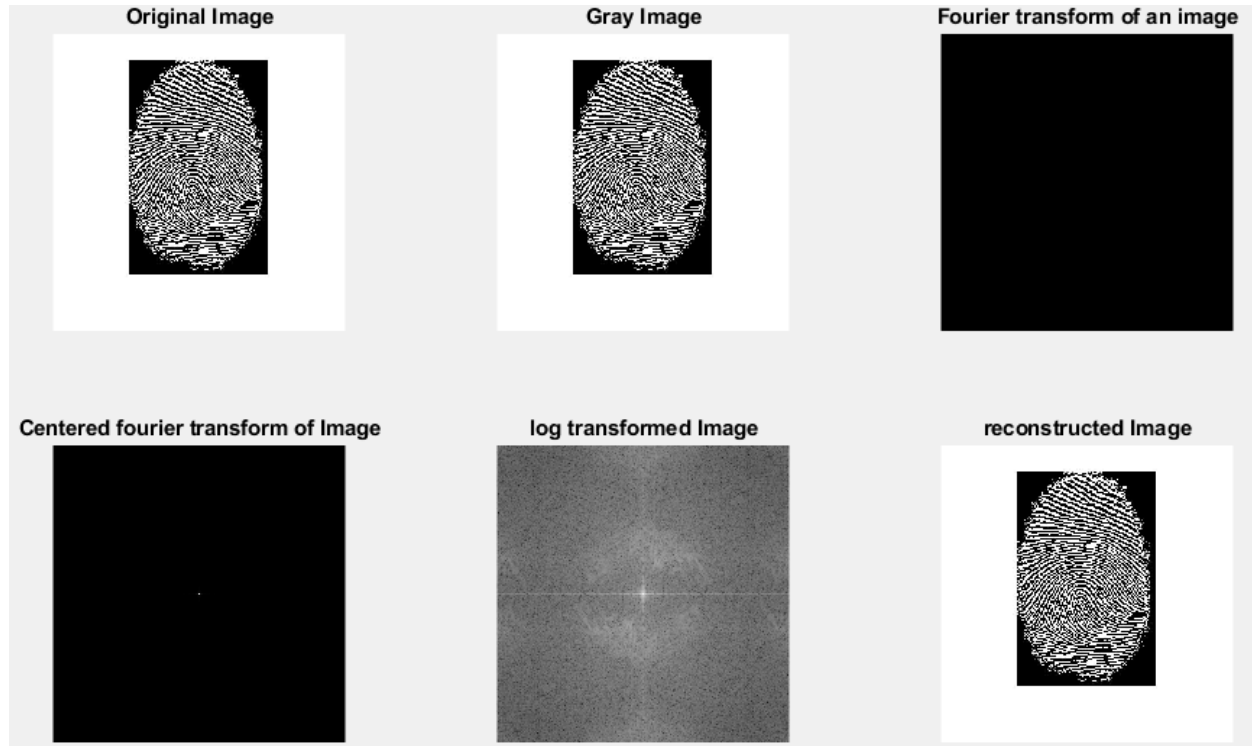 Original Image
Gray Image
Fourier transform of an image
Centered fourier transform of Image
log transformed Image
reconstructed Image